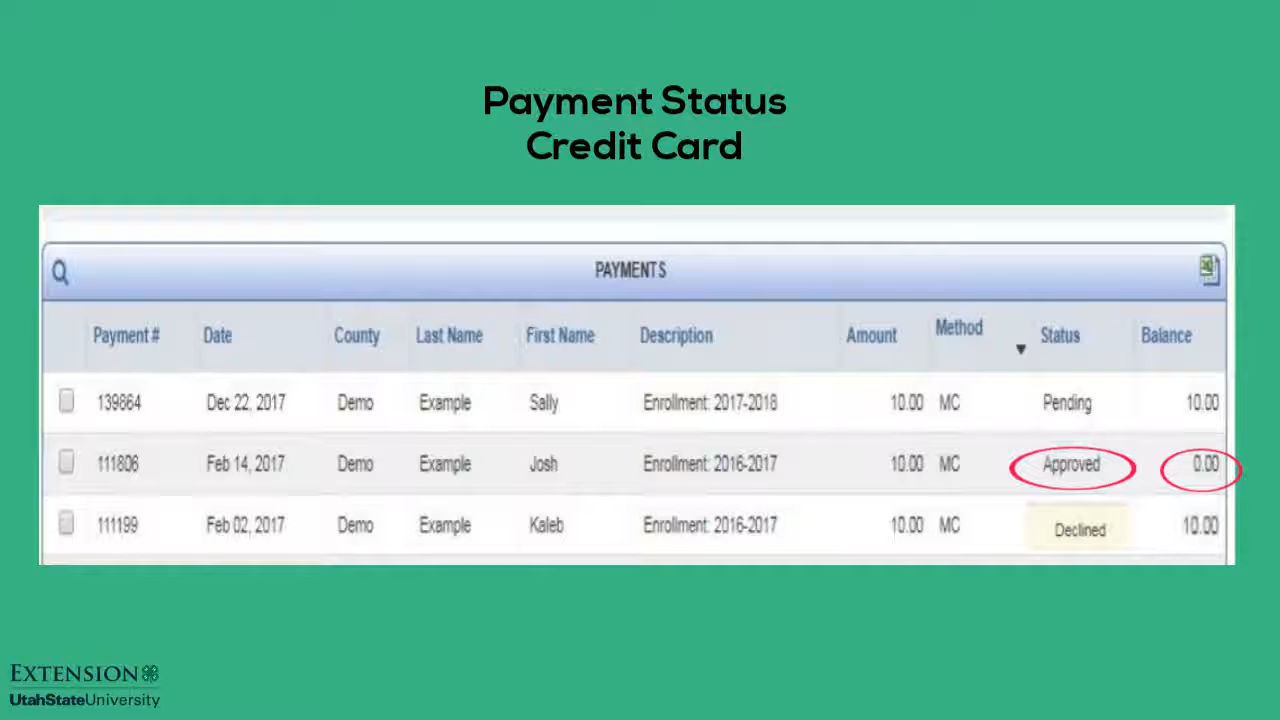 Payment Status
Credit Card
PAYMENTS
Payment # Date County Last Name First Name Description Amount Method Status Balance
139864 Dec 22, 2017 Demo Example Sally Enrollment: 2017-2018 10.00 MC Pending 10.00
111806 Feb 14, 2017 Demo Example Josh Enrollment: 2016-2017 10.00 MC Approved 0.00
111199 Feb 02, 2017 Demo Example Kaleb Enrollment: 2016-2017 10.00 MC Declined 10.00
EXTENSION
UtahStateUniversity